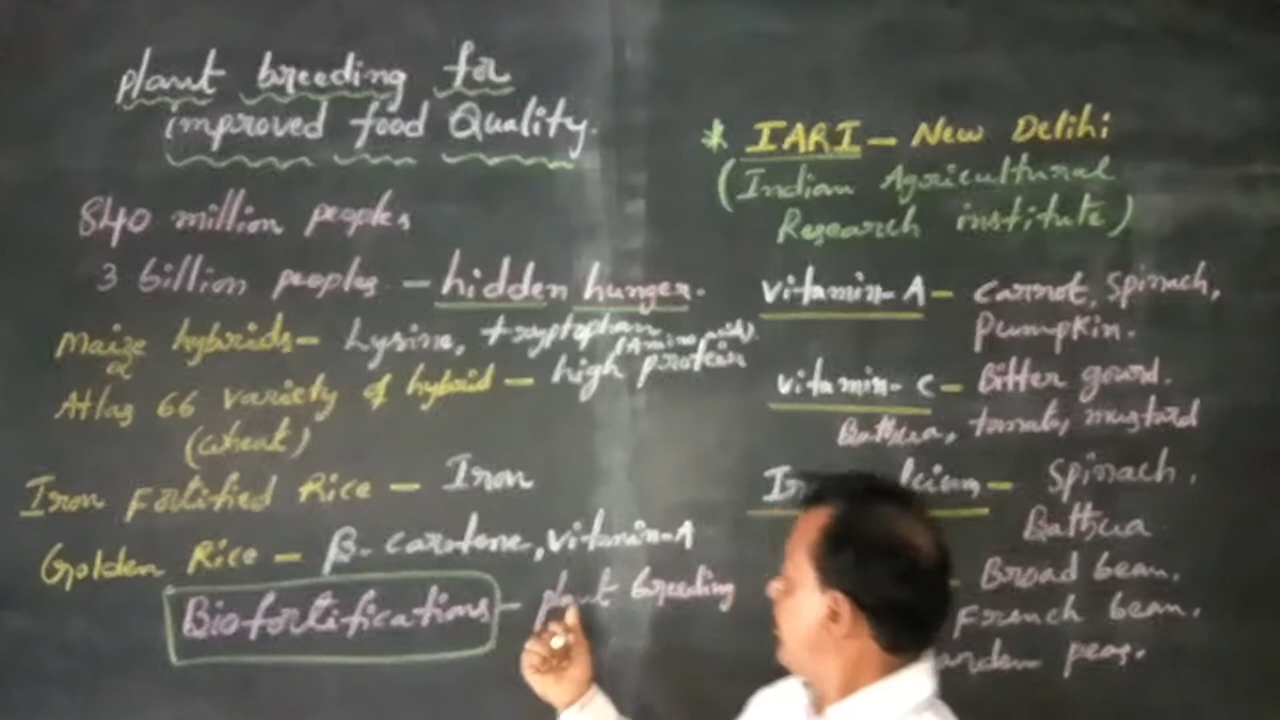 plant breeding for
improved food Quality.
840 million peoples
3 billion peoples - hidden hunger.
Maize hybrids - Lysine, tryptophan
(Amino acid).
Atlas 66 variety of hybrid - high protein
(wheat)
Iron Fortified Rice - Iron
Golden Rice - β-carotene, vitamin-A
Biofortifications - plant breeding
* IARI - New Delihi
(Indian Agricultural
Research institute)
vitamin-A - carrot, spinach,
Pumpkin.
vitamin-C - Bitter gourd.
Bathua, tomato, mustard
- Spinach.
Bathua
- Broad bean.
French bean.
peas.